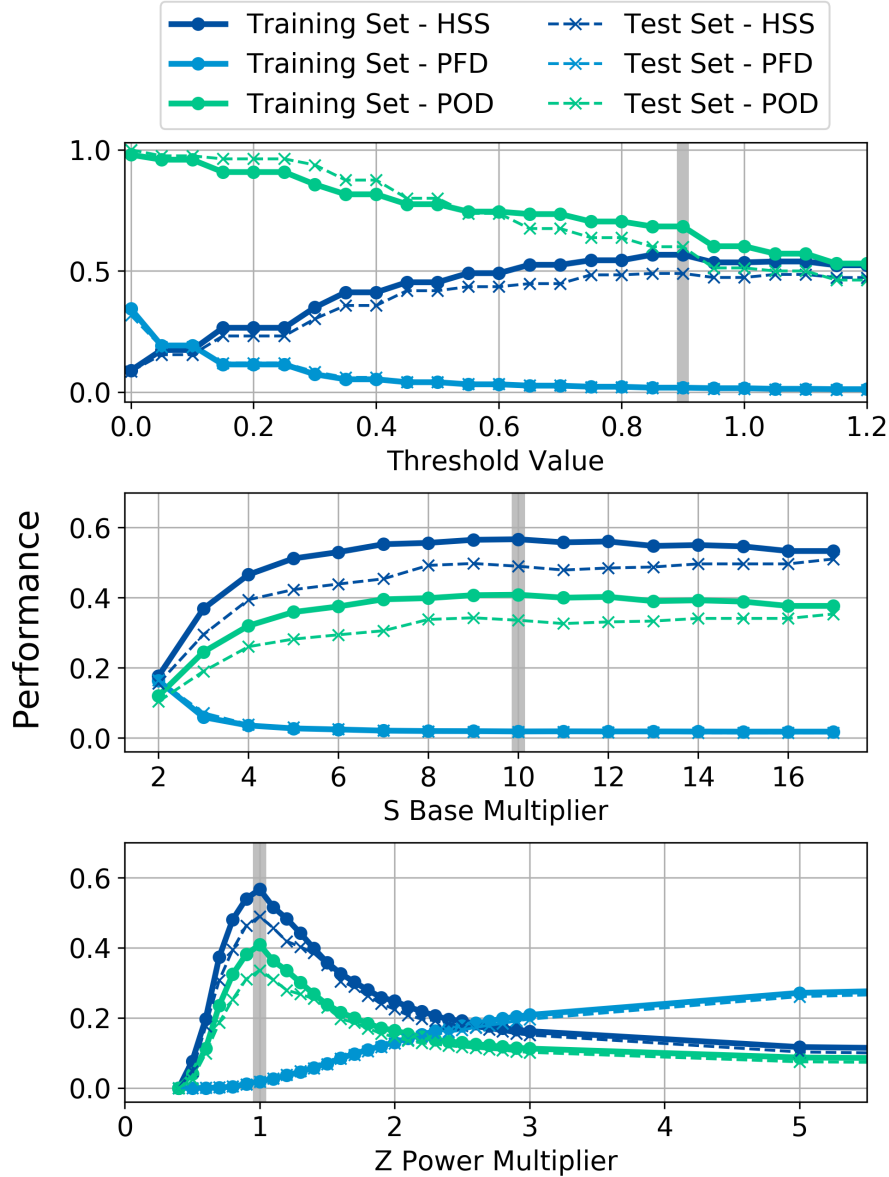 Training Set - HSS
Test Set - HSS
Training Set - PFD
Test Set - PFD
Training Set - POD
Test Set - POD
1.0
0.5
0.0
0.0 0.2 0.4 0.6 0.8 1.0 1.2
Threshold Value
Performance
0.6
0.4
0.2
0.0
2 4 6 8 10 12 14 16
S Base Multiplier
0.6
0.4
0.2
0.0
0 1 2 3 4 5
Z Power Multiplier